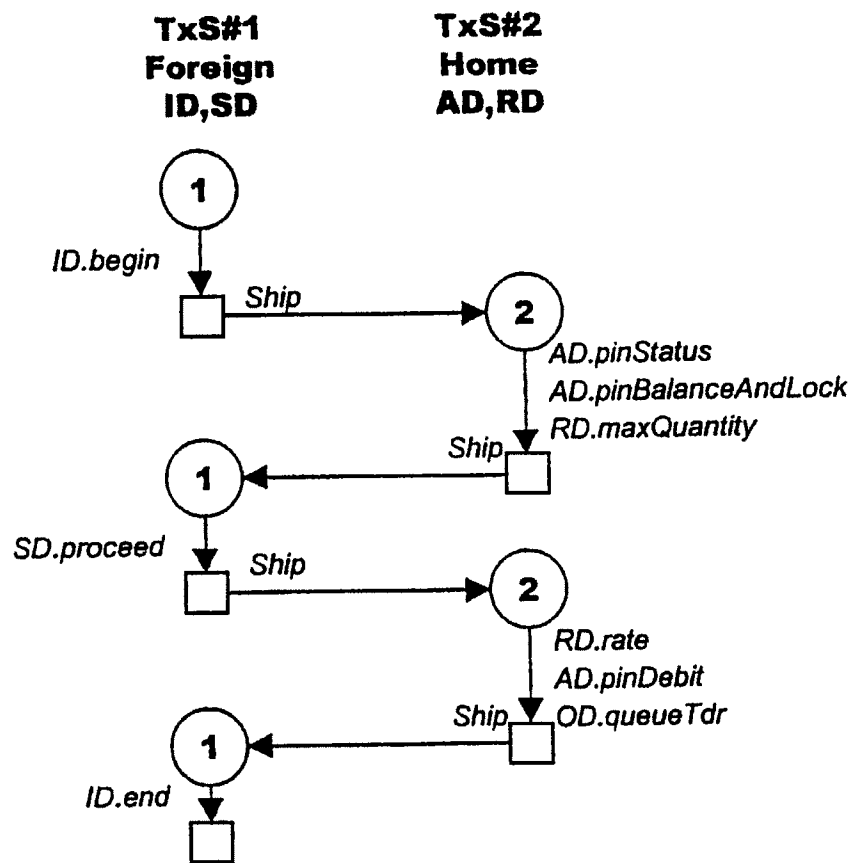 TxS#1
Foreign
ID,SD
TxS#2
Home
AD,RD
1
ID.begin
Ship
2
AD.pinStatus
AD.pinBalanceAndLock
RD.maxQuantity
Ship
1
SD.proceed
Ship
2
RD.rate
AD.pinDebit
OD.queueTdr
Ship
1
ID.end